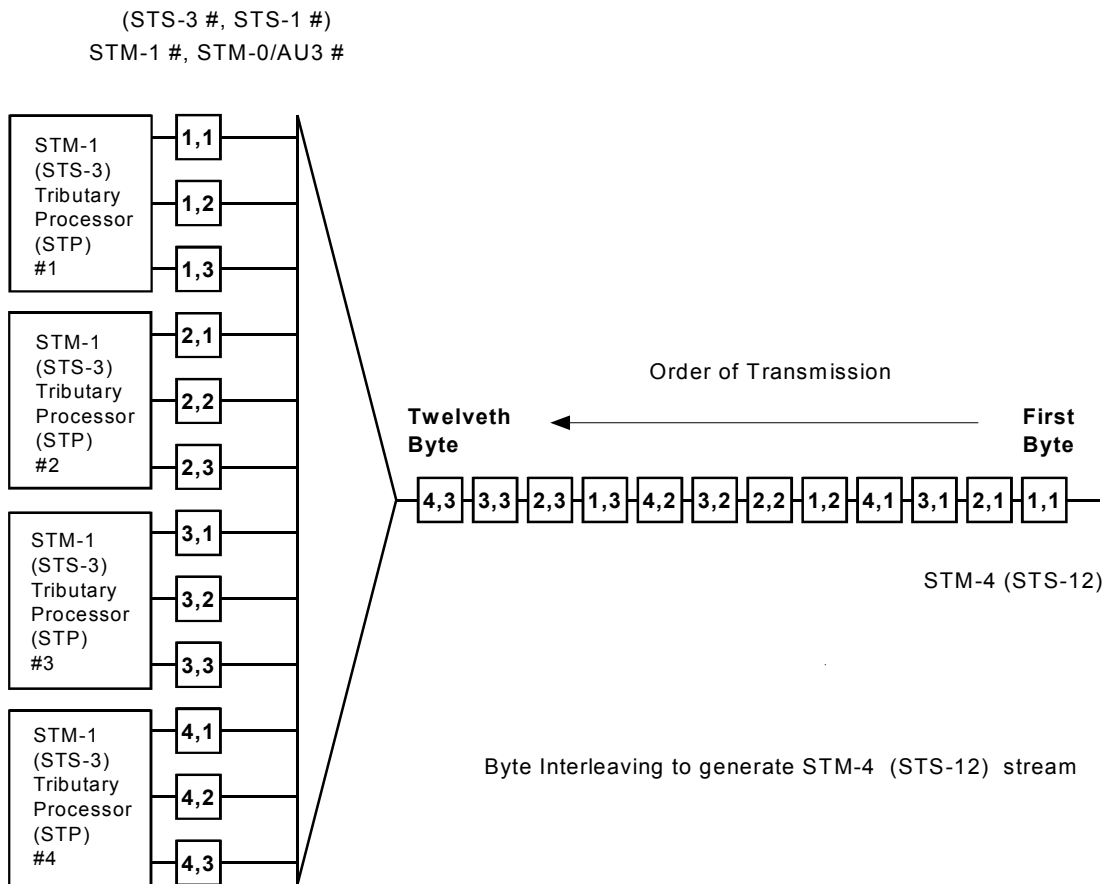 (STS-3 #, STS-1 #)
STM-1 #, STM-0/AU3 #
STM-1
(STS-3)
Tributary
Processor
(STP)
#1
1,1
1,2
1,3
STM-1
(STS-3)
Tributary
Processor
(STP)
#2
2,1
2,2
2,3
STM-1
(STS-3)
Tributary
Processor
(STP)
#3
3,1
3,2
3,3
STM-1
(STS-3)
Tributary
Processor
(STP)
#4
4,1
4,2
4,3
Order of Transmission
Twelveth
Byte
First
Byte
4,3 3,3 2,3 1,3 4,2 3,2 2,2 1,2 4,1 3,1 2,1 1,1
STM-4 (STS-12)
Byte Interleaving to generate STM-4 (STS-12) stream